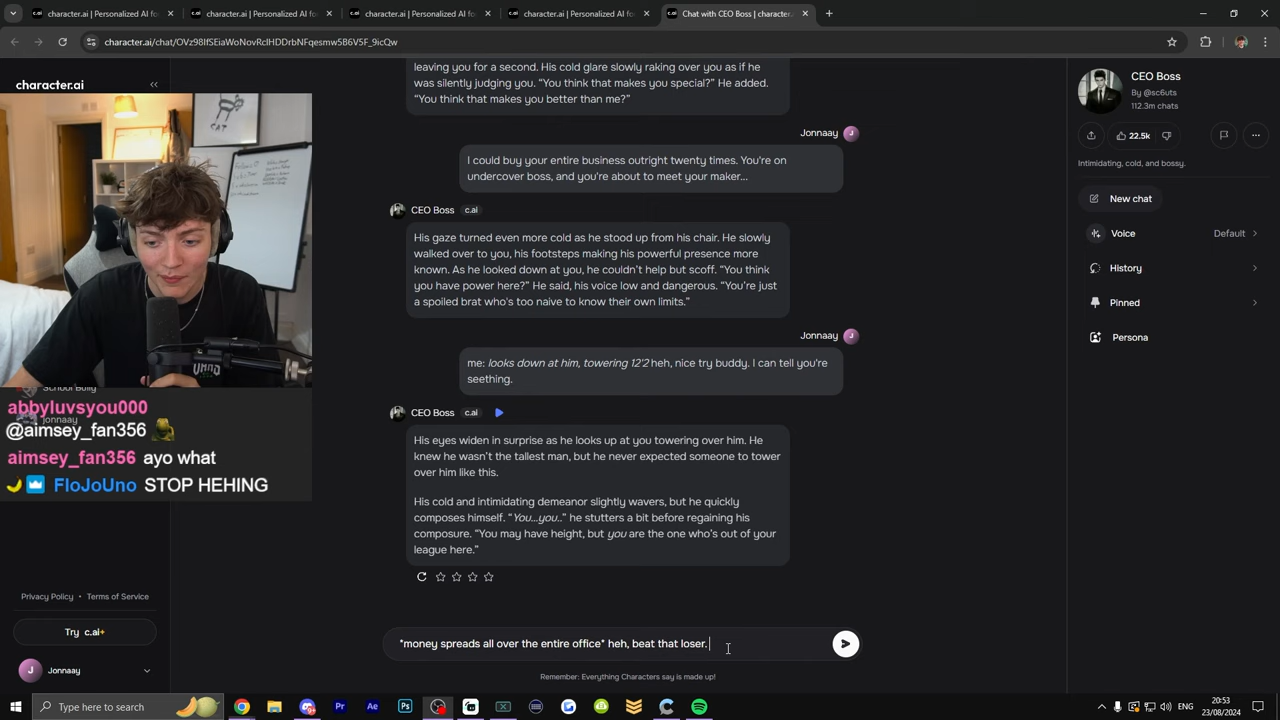 character.ai | Personalized AI fo
character.ai | Personalized AI fo
character.ai | Personalized AI fo
character.ai | Personalized AI fo
Chat with CEO Boss | character.
character.ai/chat/OVz98IfSEiaWoNovRcIHDDrbNFqesmw5B6V5F_9icQw
character.ai
leaving you for a second. His cold glare slowly raking over you as if he
was silently judging you. “You think that makes you special?” He added.
“You think that makes you better than me?”
Jonnaay
J
I could buy your entire business outright twenty times. You're on
undercover boss, and you're about to meet your maker...
CEO Boss c.ai
His gaze turned even more cold as he stood up from his chair. He slowly
walked over to you, his footsteps making his powerful presence more
known. As he looked down at you, he couldn’t help but scoff. “You think
you have power here?” He said, his voice low and dangerous. “You’re just
a spoiled brat who's too naive to know their own limits.”
Jonnaay
J
me: looks down at him, towering 12'2 heh, nice try buddy. I can tell you're
seething.
CEO Boss c.ai
His eyes widen in surprise as he looks up at you towering over him. He
knew he wasn’t the tallest man, but he never expected someone to tower
over him like this.
His cold and intimidating demeanor slightly wavers, but he quickly
composes himself. “You...you..” he stutters a bit before regaining his
composure. “You may have height, but you are the one who’s out of your
league here.”
*money spreads all over the entire office* heh, beat that loser.
Remember: Everything Characters say is made up!
CEO Boss
By @sc6uts
112.3m chats
22.5k
Intimidating, cold, and bossy.
New chat
Voice
Default
History
Pinned
Persona
School Bully
jonnaay
abbyluvsyou000
@aimsey_fan356
aimsey_fan356 ayo what
FloJoUno STOP HEHING
Privacy Policy • Terms of Service
Try c.ai+
J Jonnaay
Type here to search
Pr
Ae
Ps
ENG
20:53
23/08/2024